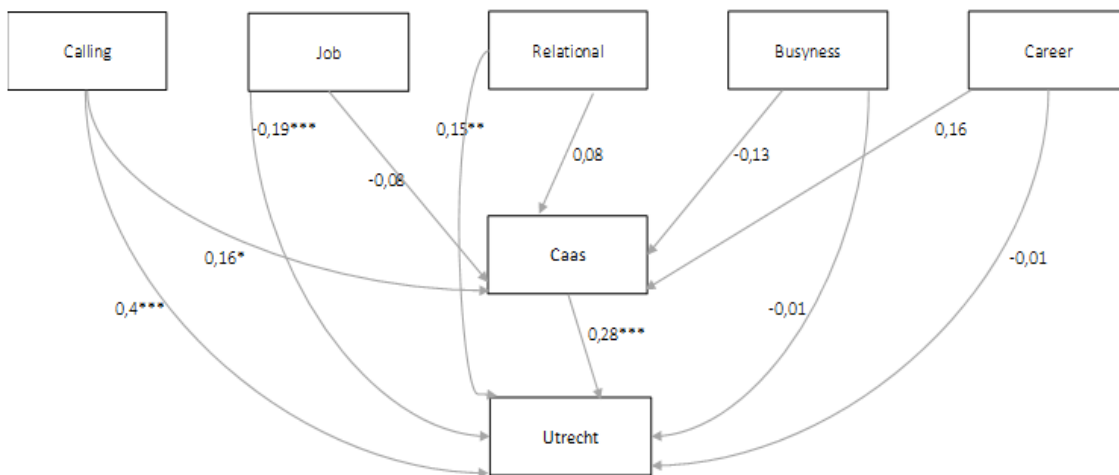 Calling
Job
Relational
Busyness
Career
-0,19***
0,15**
0,08
-0,13
0,16
-0,08
0,16*
Caas
-0,01
0,4***
0,28***
-0,01
Utrecht